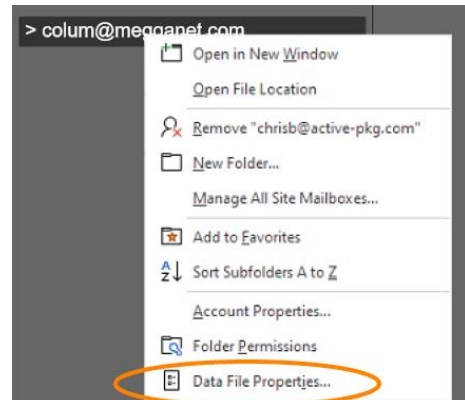 > colum@megganet.com
Open in New Window
Open File Location
Remove "chrisb@active-pkg.com"
New Folder...
Manage All Site Mailboxes...
Add to Favorites
Sort Subfolders A to Z
Account Properties...
Folder Permissions
Data File Properties...